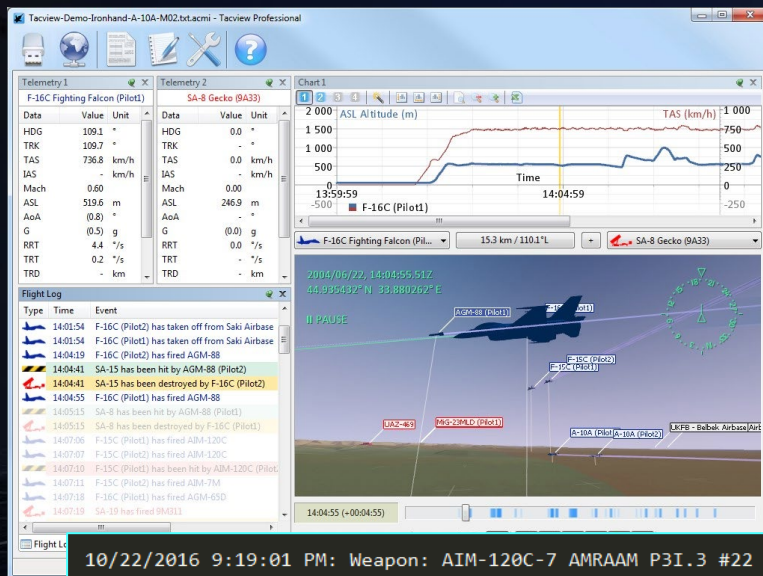 Tacview-Demo-Ironhand-A-10A-M02.txt.acmi - Tacview Professional
Telemetry 1
F-16C Fighting Falcon (Pilot1)
Data Value Unit
HDG 109.1 °
TRK 109.7 °
TAS 736.8 km/h
IAS - km/h
Mach 0.60
ASL 519.6 m
AoA (0.8) °
G (0.5) g
RRT 4.4 °/s
TRT 0.2 °/s
TRD - km
Telemetry 2
SA-8 Gecko (9A33)
Data Value Unit
HDG 0.0 °
TRK - °
TAS 0.0 km/h
IAS - km/h
Mach 0.00
ASL 246.9 m
AoA - °
G (0.0) g
RRT 0.0 °/s
TRT - °/s
TRD - km
Chart 1
1 2 3 4
ASL Altitude (m) TAS (km/h)
2 000 1 000
1 500 750
1 000 500
500 250
0 0
-500 -250
Time
13:59:59 14:04:59
F-16C (Pilot1)
F-16C Fighting Falcon (Pil... 15.3 km / 110.1°L + SA-8 Gecko (9A33)
Flight Log
Type Time Event
14:01:54 F-16C (Pilot2) has taken off from Saki Airbase
14:01:54 F-16C (Pilot2) has taken off from Saki Airbase
14:04:19 F-16C (Pilot2) has fired AGM-88
14:04:41 SA-15 has been hit by AGM-88 (Pilot2)
14:04:41 SA-15 has been destroyed by F-16C (Pilot2)
14:04:55 F-16C (Pilot1) has fired AGM-88
14:05:15 SA-8 has been hit by AGM-88 (Pilot1)
14:05:15 SA-8 has been destroyed by F-16C (Pilot1)
14:07:06 F-15C (Pilot1) has fired AIM-120C
14:07:07 F-15C (Pilot2) has fired AIM-120C
14:07:10 F-15C (Pilot1) has been hit by AIM-120C (Pilot
14:07:11 F-15C (Pilot1) has fired AIM-7M
14:07:18 F-16C (Pilot1) has fired AGM-65D
14:07:19 SA-19 has fired 9M311
2004/06/22, 14:04:55.51Z
44.935432° N 33.880262° E
II PAUSE
AGM-88 (Pilot1)
F-15C (Pilot2)
F-15C (Pilot1)
UAZ-469
MiG-23MLD (Pilot1)
A-10A (Pilot
A-10A (Pilot2)
UKFB - Belbek Airbase
14:04:55 (+00:04:55)
Flight Lo
10/22/2016 9:19:01 PM: Weapon: AIM-120C-7 AMRAAM P3I.3 #22